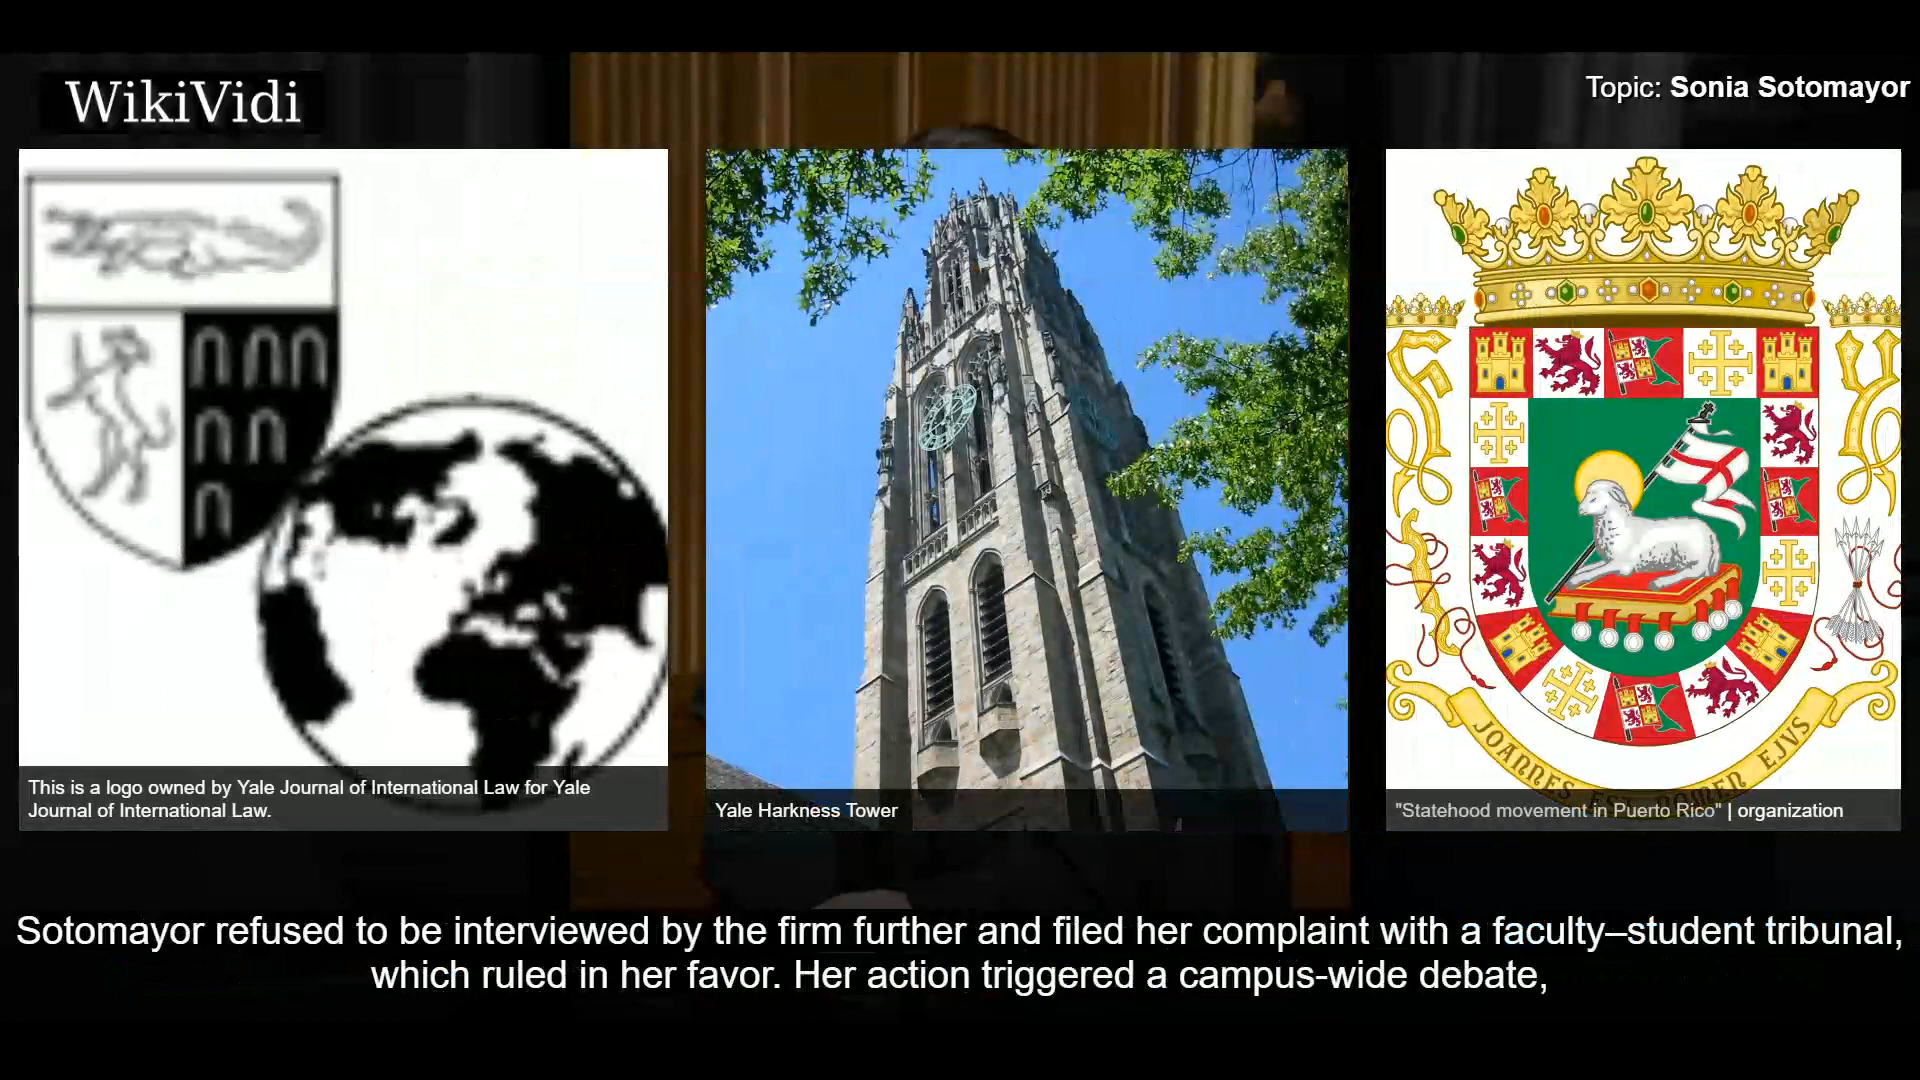 WikiVidi
Topic: Sonia Sotomayor
This is a logo owned by Yale Journal of International Law for Yale
Journal of International Law.
Yale Harkness Tower
JOANNES EST NOMEN EJVS
"Statehood movement in Puerto Rico" | organization
Sotomayor refused to be interviewed by the firm further and filed her complaint with a faculty–student tribunal,
which ruled in her favor. Her action triggered a campus-wide debate,